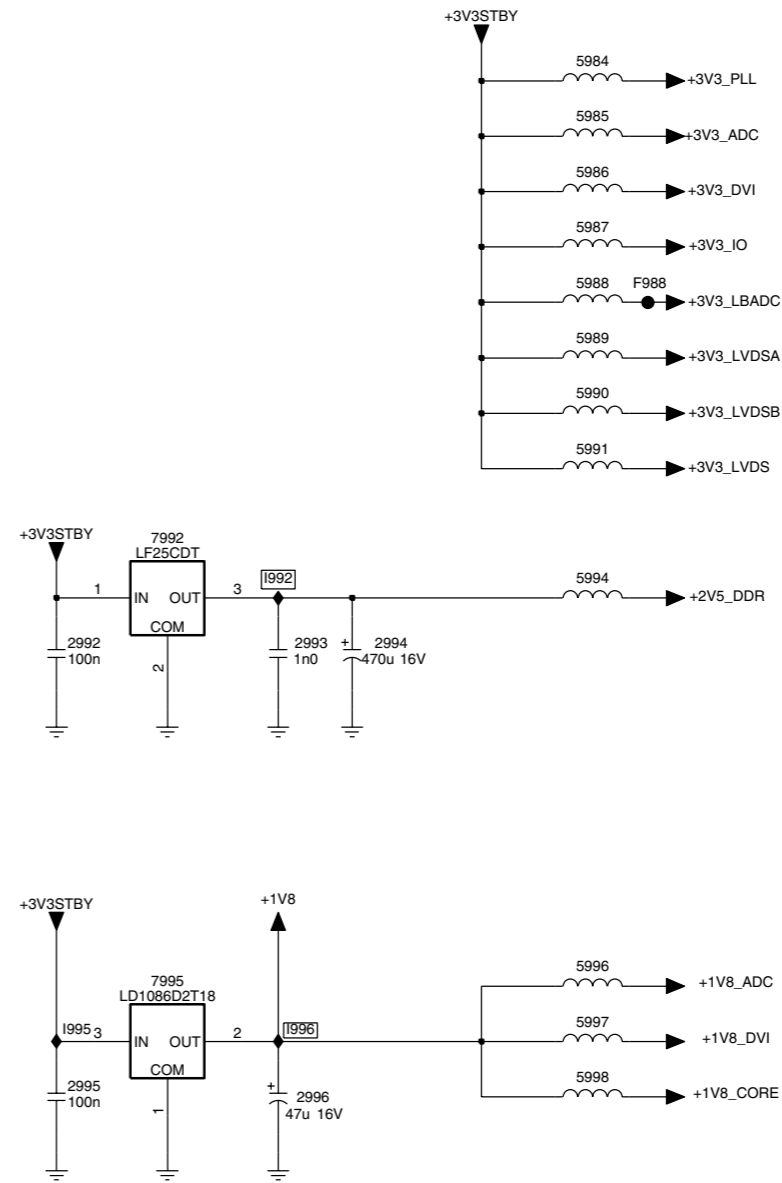 +3V3STBY
5984
+3V3_PLL
5985
+3V3_ADC
5986
+3V3_DVI
5987
+3V3_IO
5988 F988
+3V3_LBADC
5989
+3V3_LVDSA
5990
+3V3_LVDSB
5991
+3V3_LVDS
+3V3STBY
7992
LF25CDT
1
IN OUT
3
I992
5994
+2V5_DDR
COM
2
2992
100n
2993
1n0
+ 2994
470u 16V
+3V3STBY
+1V8
7995
LD1086D2T18
I995 3
IN OUT
2
I996
COM
1
2995
100n
+
2996
47u 16V
5996
+1V8_ADC
5997
+1V8_DVI
5998
+1V8_CORE